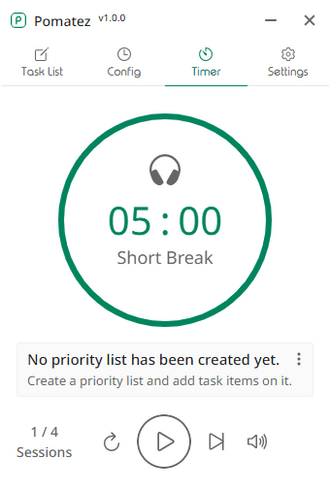 Pomatez v1.0.0
Task List Config Timer Settings
05 : 00
Short Break
No priority list has been created yet.
Create a priority list and add task items on it.
1 / 4
Sessions